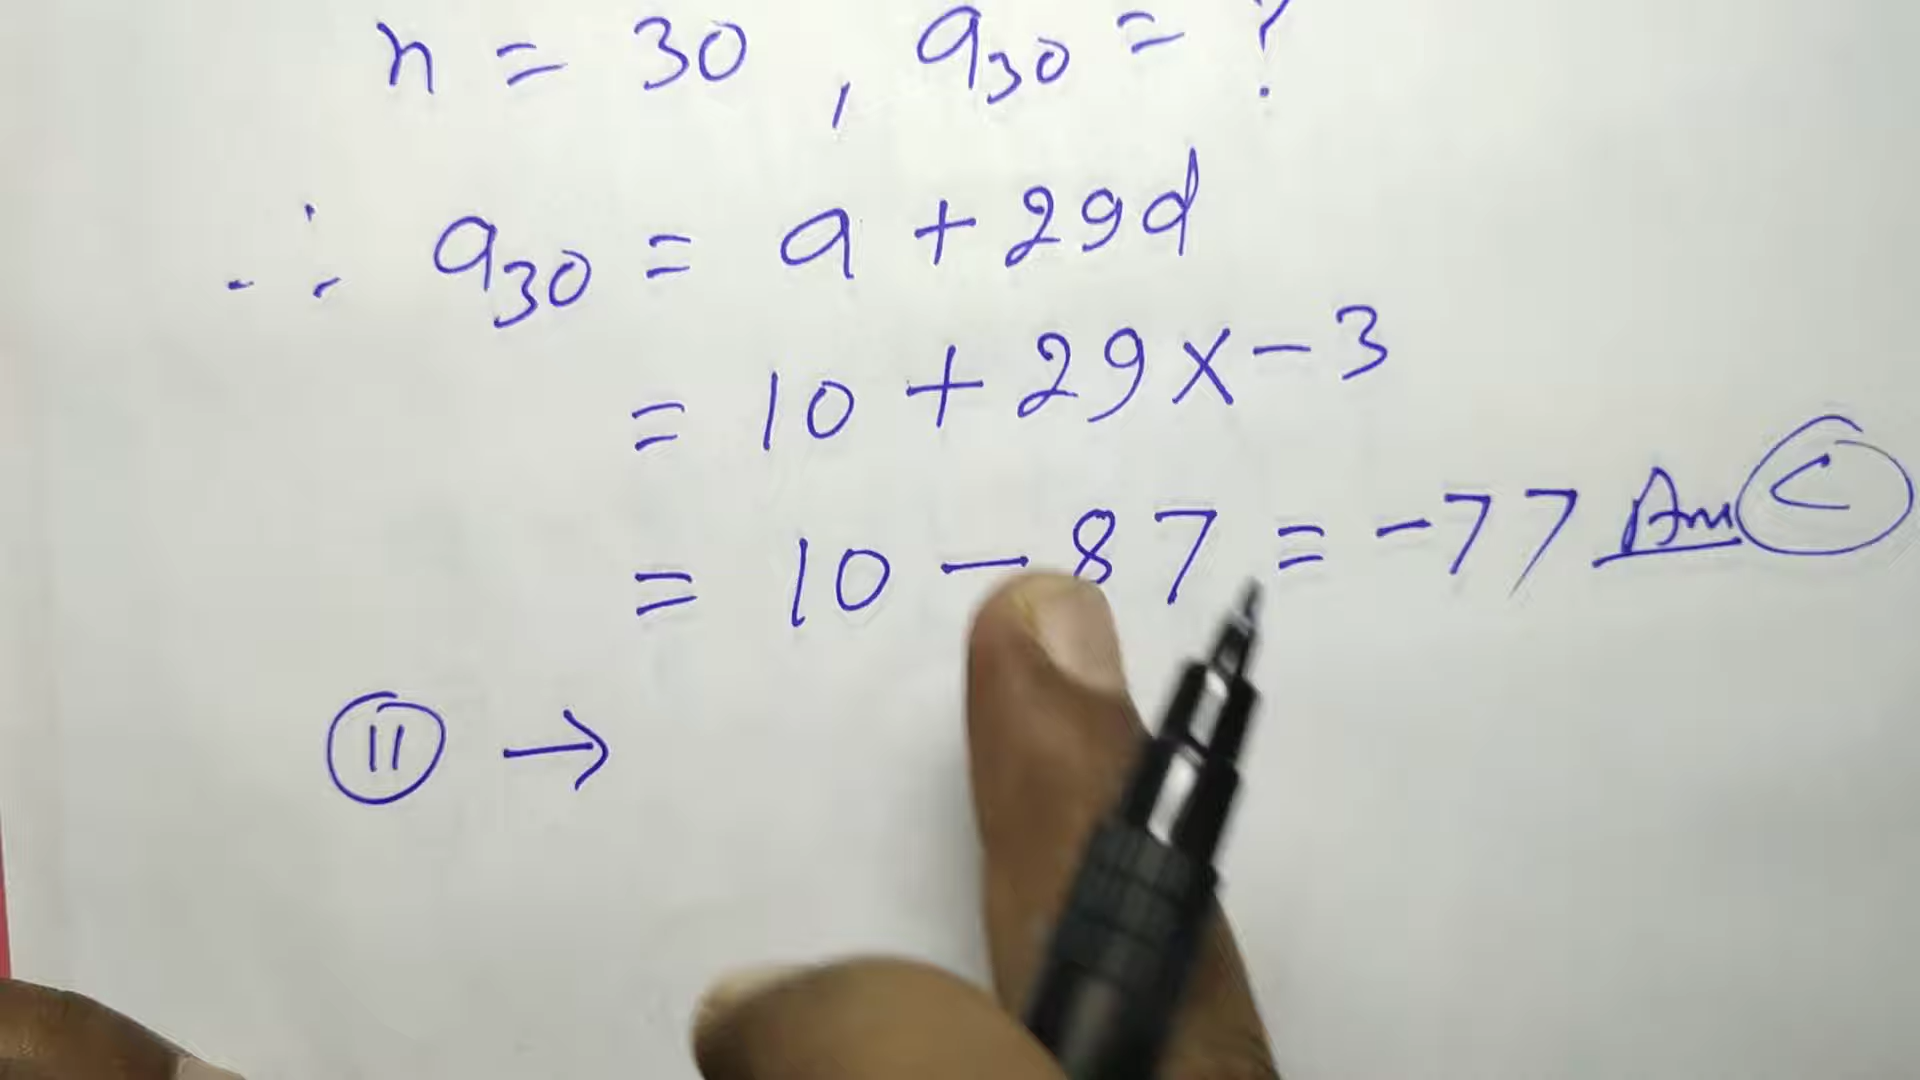 n = 30 , a30 = ?
∴ a30 = a + 29d
= 10 + 29 x - 3
= 10 - 87 = -77 Ans C
11 →